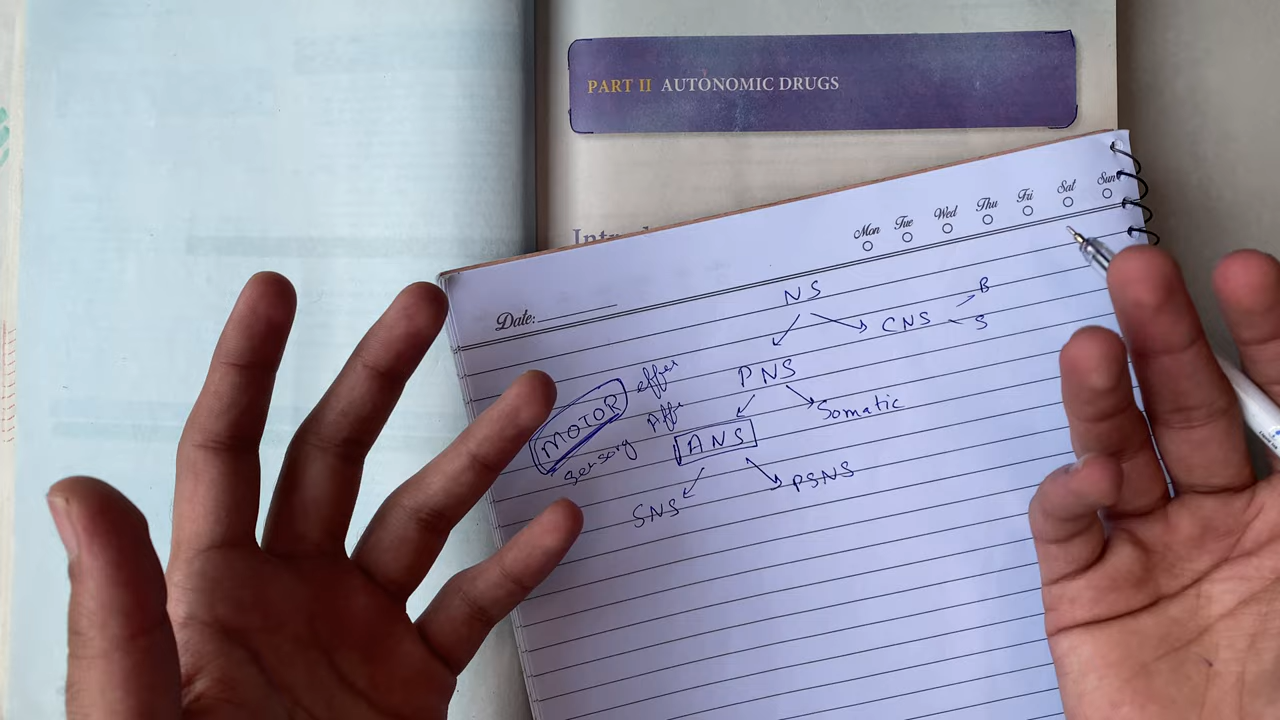 PART II AUTONOMIC DRUGS
Mon Tue Wed Thu Fri Sat Sun
Date:
NS
B
CNS
S
PNS
effer
MOTOR
Somatic
Affe
Sensory
ANS
PSNS
SNS